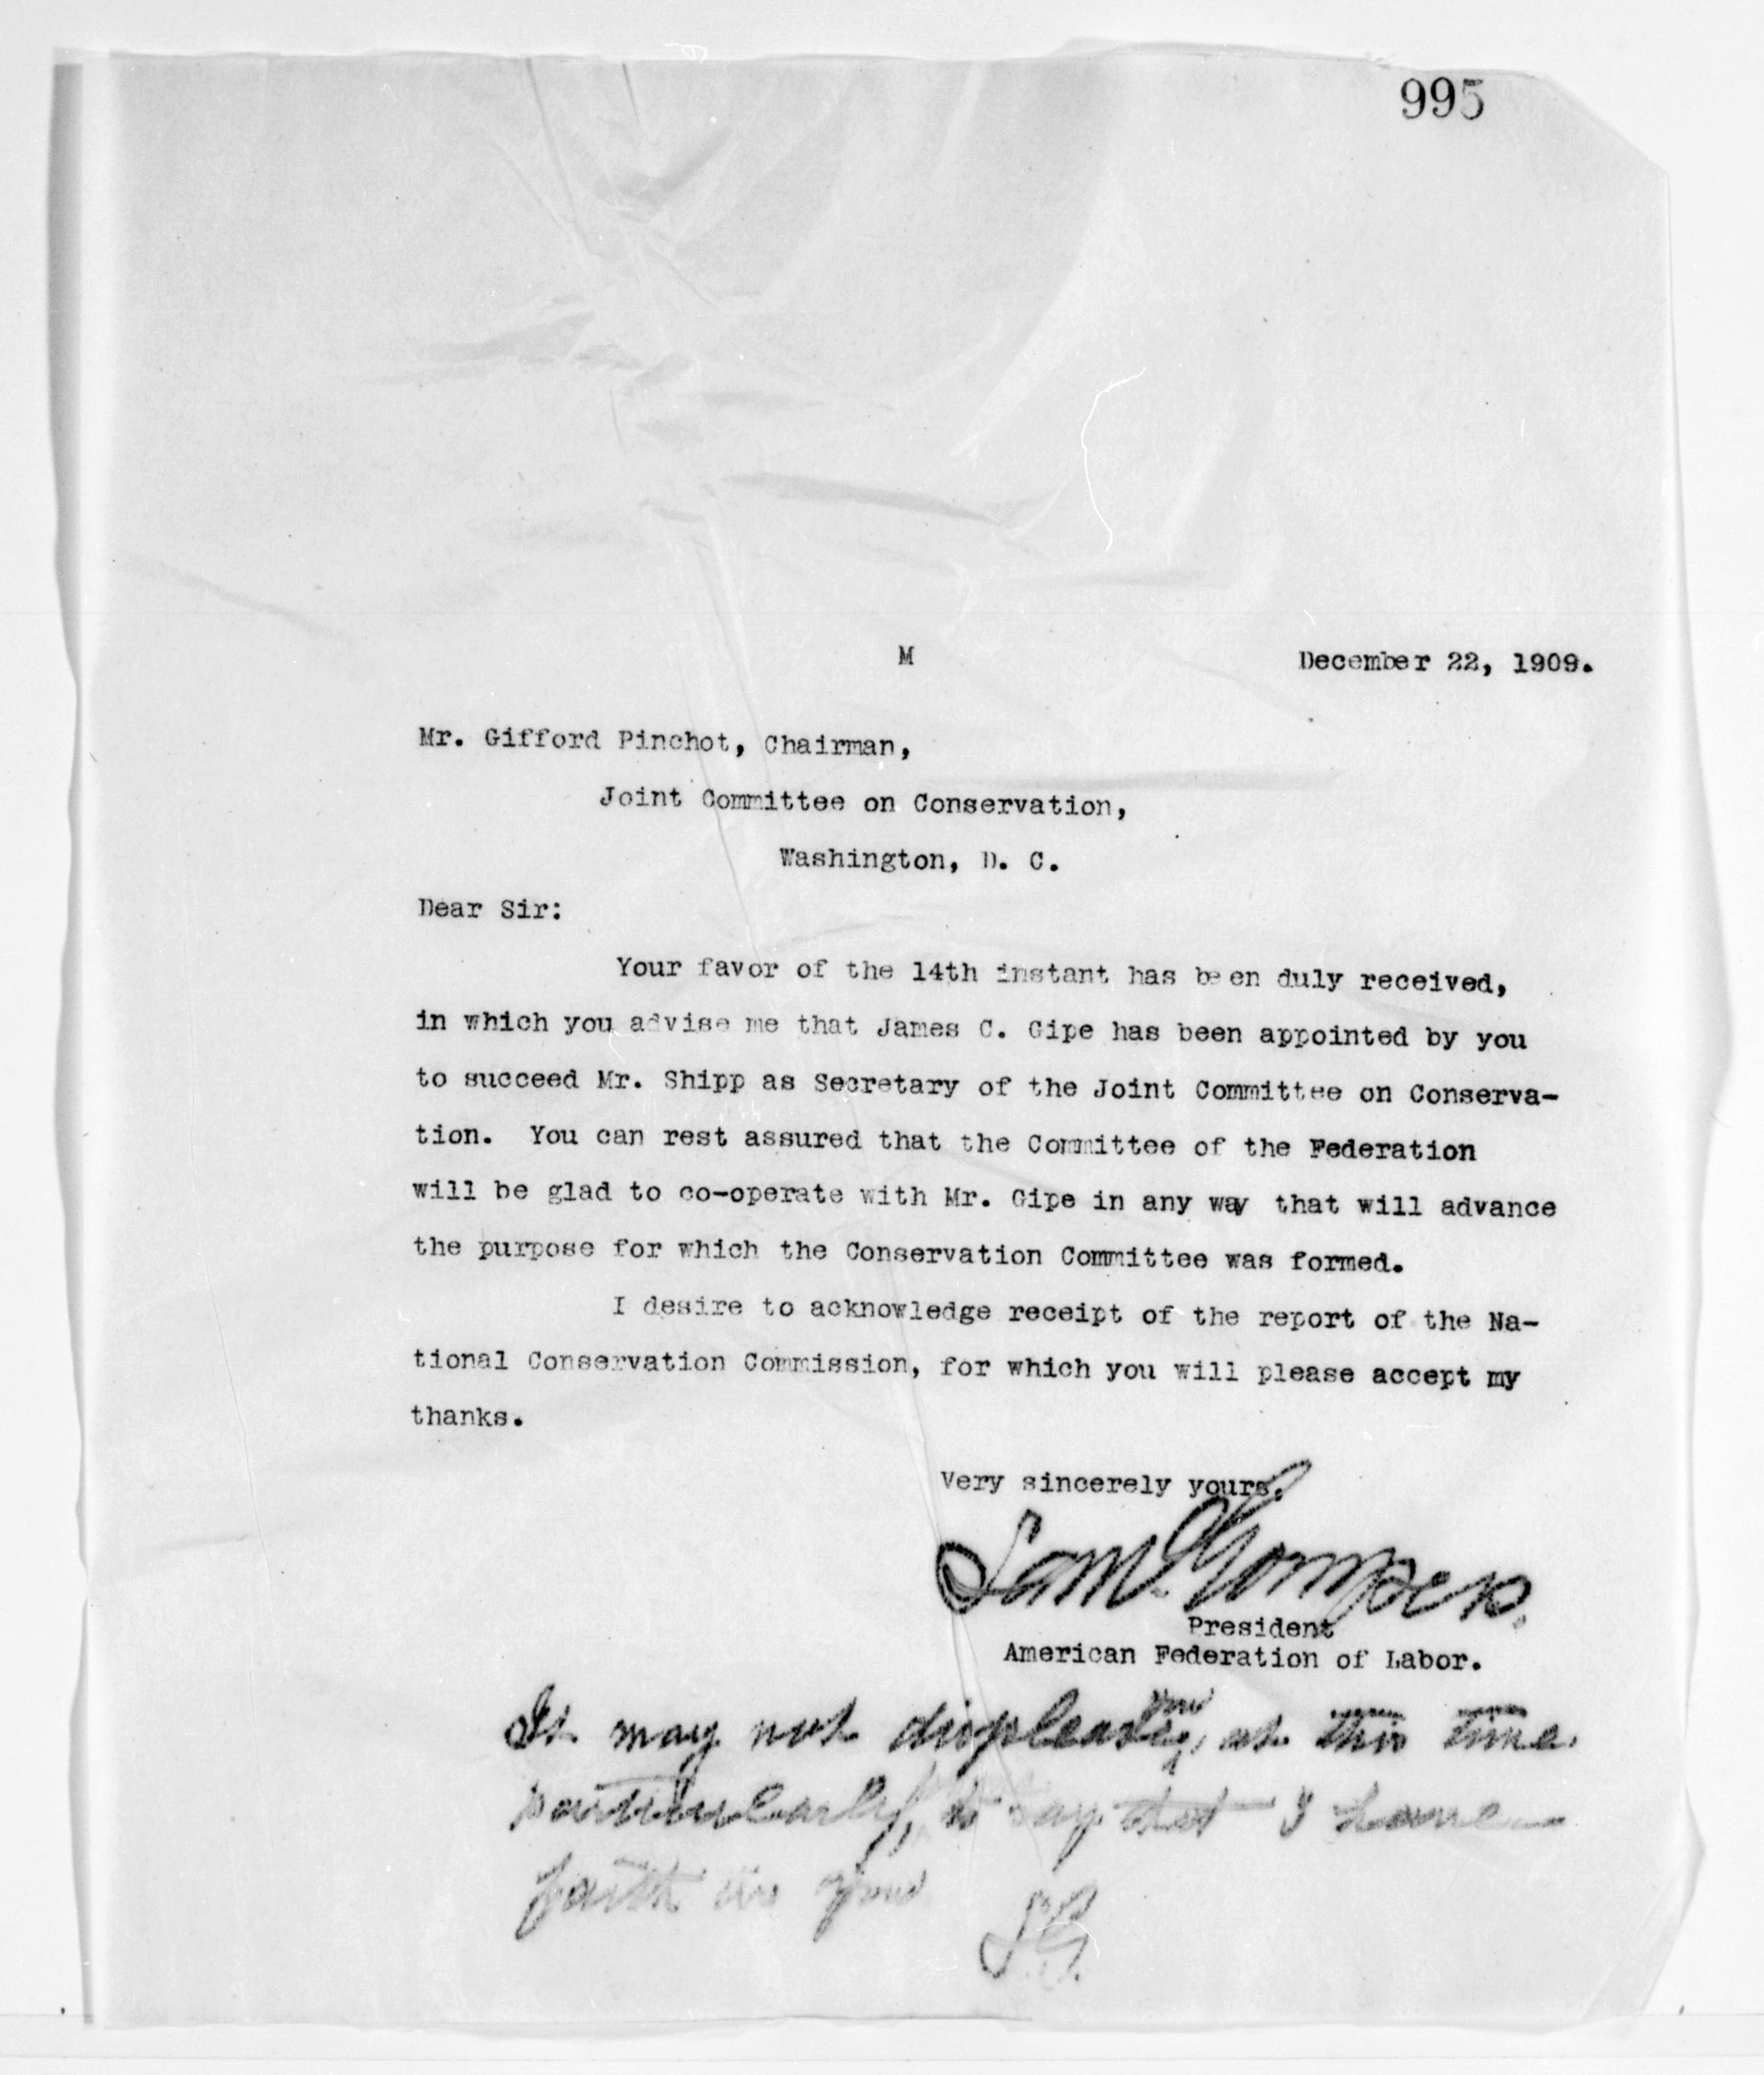 995
M December 22, 1909.
Mr. Gifford Pinchot, Chairman,
Joint Committee on Conservation,
Washington, D. C.
Dear Sir:
Your favor of the 14th instant has been duly received,
in which you advise me that James C. Gipe has been appointed by you
to succeed Mr. Shipp as Secretary of the Joint Committee on Conserva-
tion. You can rest assured that the Committee of the Federation
will be glad to co-operate with Mr. Gipe in any way that will advance
the purpose for which the Conservation Committee was formed.
I desire to acknowledge receipt of the report of the Na-
tional Conservation Commission, for which you will please accept my
thanks.
Very sincerely yours,
Saml. Gompers.
President
American Federation of Labor.
It may not displease you, at this time
particularly, to say that I have
faith in you
S.G.